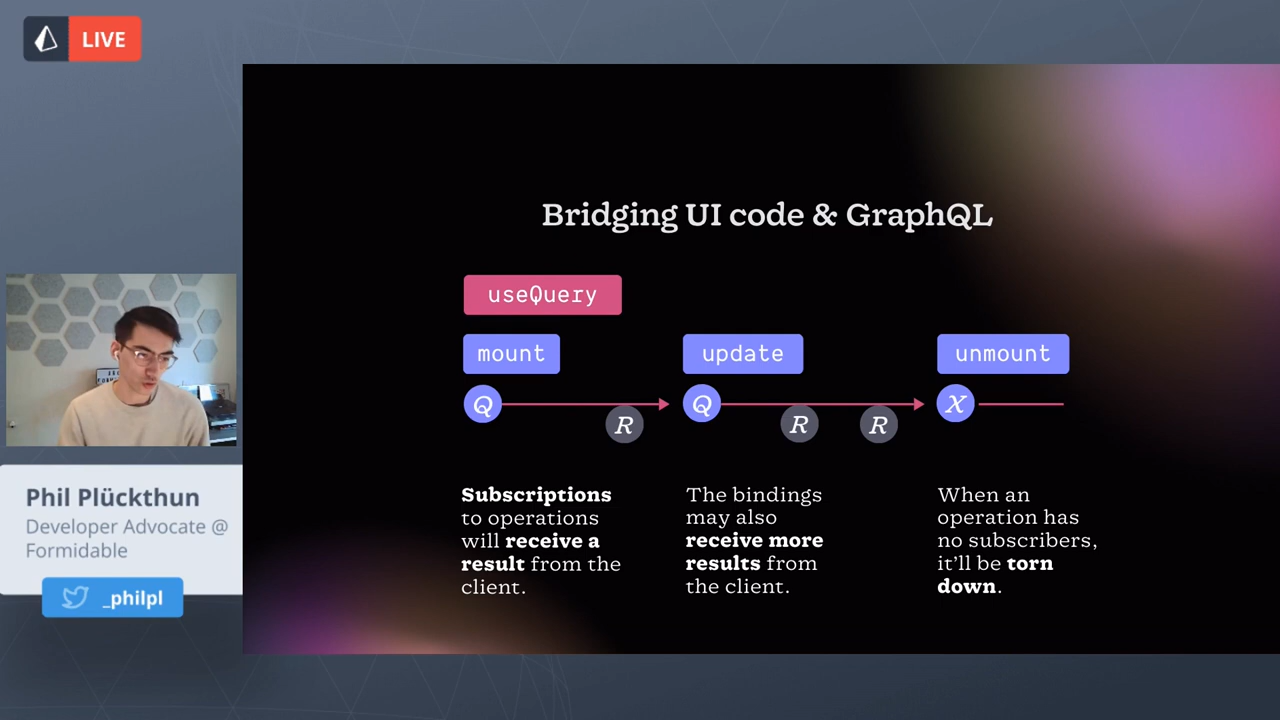 LIVE
Bridging UI code & GraphQL
useQuery
mount
update
unmount
Q
R
Q
R
R
X
Subscriptions
to operations
will receive a
result from the
client.
The bindings
may also
receive more
results from
the client.
When an
operation has
no subscribers,
it’ll be torn
down.
Phil Plückthun
Developer Advocate @
Formidable
_philpl